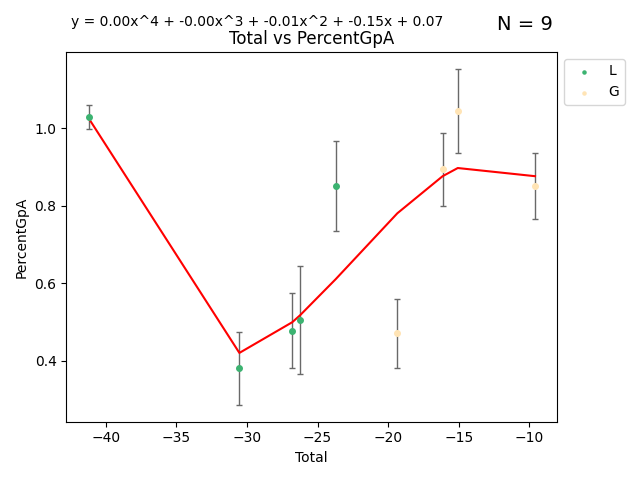 y = 0.00x^4 + -0.00x^3 + -0.01x^2 + -0.15x + 0.07
N = 9
Total vs PercentGpA
L
G
PercentGpA
1.0
0.8
0.6
0.4
−40
−35
−30
−25
−20
−15
−10
Total